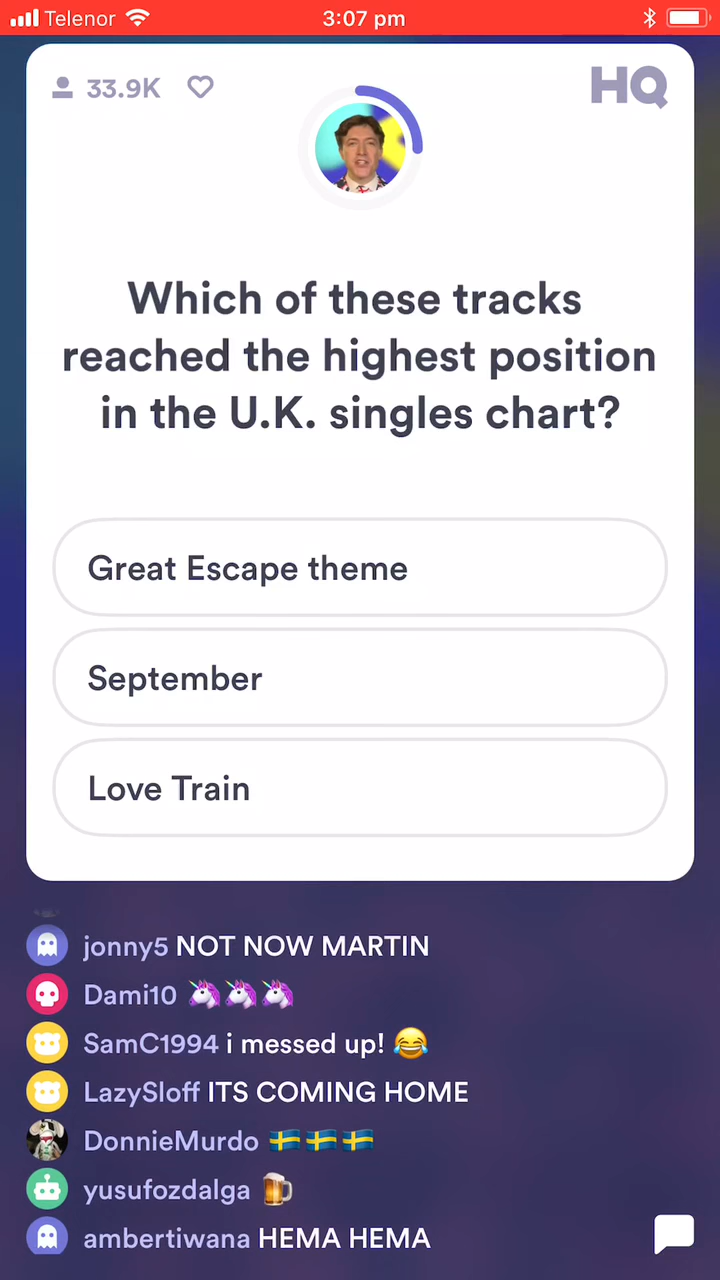 Telenor 3:07 pm
33.9K HQ
Which of these tracks
reached the highest position
in the U.K. singles chart?
Great Escape theme
September
Love Train
jonny5 NOT NOW MARTIN
Dami10 🦄🦄🦄
SamC1994 i messed up! 😂
LazySloff ITS COMING HOME
DonnieMurdo 🇸🇪🇸🇪🇸🇪
yusufozdalga 🍺
ambertiwana HEMA HEMA